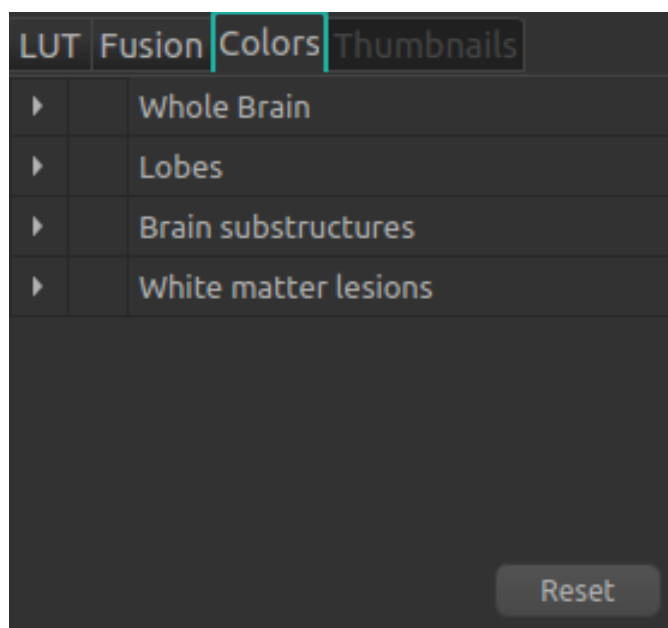 LUT Fusion Colors Thumbnails
Whole Brain
Lobes
Brain substructures
White matter lesions
Reset